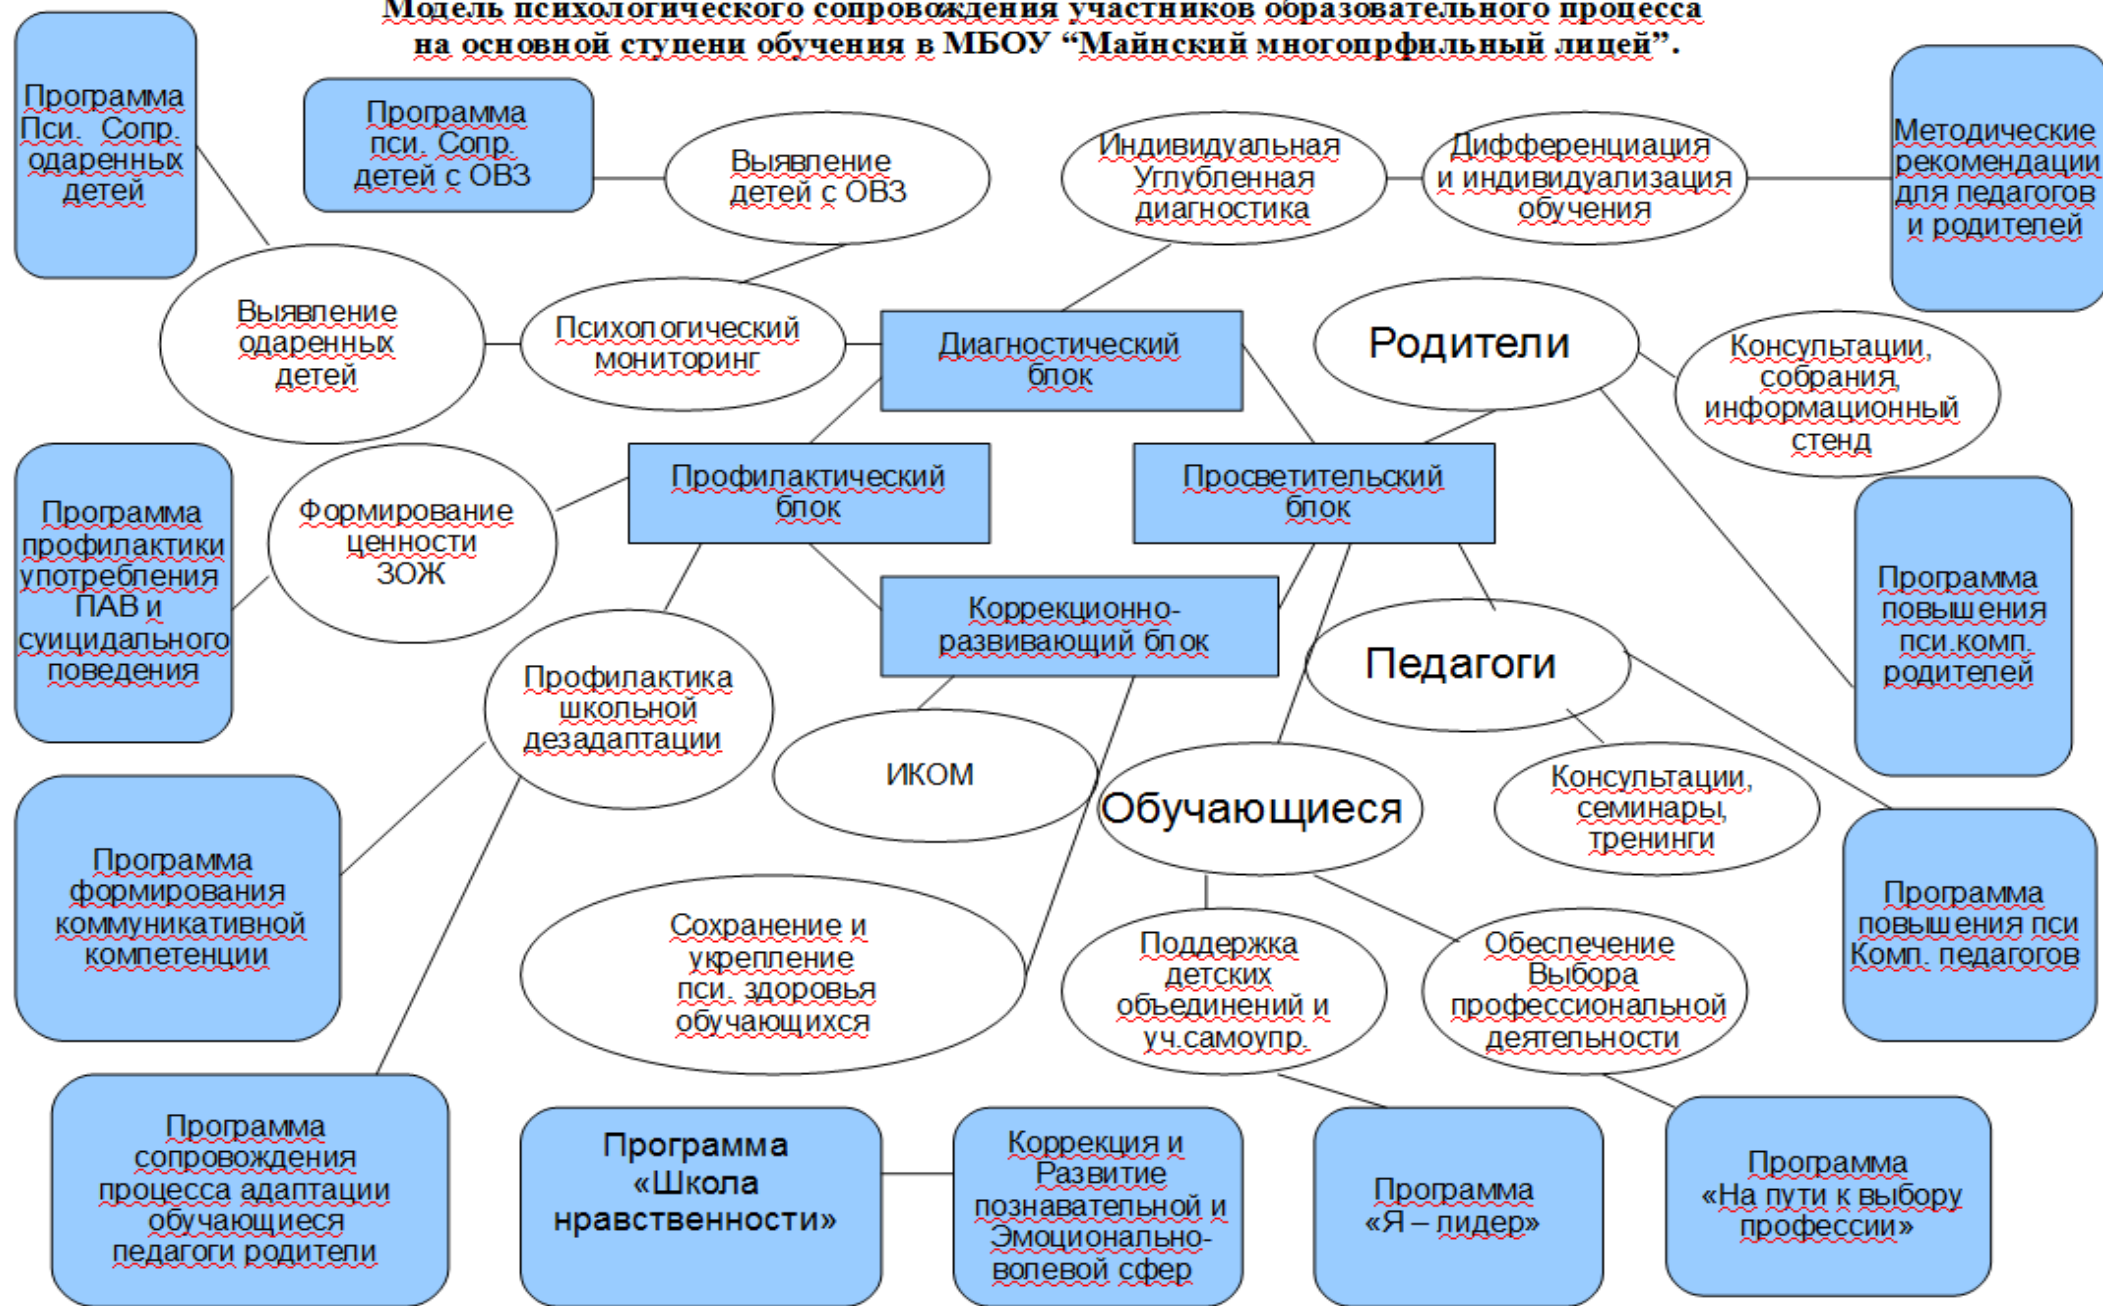 Модель психологического сопровождения участников образовательного процесса
на основной ступени обучения в МБОУ “Майнский многопрфильный лицей”.
Программа
Пси. Сопр.
одаренных
детей
Программа
пси. Сопр.
детей с ОВЗ
Выявление
детей с ОВЗ
Индивидуальная
Углубленная
диагностика
Дифференциация
и индивидуализация
обучения
Методические
рекомендации
для педагогов
и родителей
Выявление
одаренных
детей
Психологический
мониторинг
Диагностический
блок
Родители
Консультации,
собрания,
информационный
стенд
Профилактический
блок
Просветительский
блок
Программа
профилактики
употребления
ПАВ и
суицидального
поведения
Формирование
ценности
ЗОЖ
Коррекционно-
развивающий блок
Педагоги
Программа
повышения
пси.комп.
родителей
Профилактика
школьной
дезадаптации
ИКОМ
Обучающиеся
Консультации,
семинары,
тренинги
Программа
формирования
коммуникативной
компетенции
Сохранение и
укрепление
пси. здоровья
обучающихся
Поддержка
детских
объединений и
уч.самоупр.
Обеспечение
Выбора
профессиональной
деятельности
Программа
повышения пси
Комп. педагогов
Программа
сопровождения
процесса адаптации
обучающиеся
педагоги родители
Программа
«Школа
нравственности»
Коррекция и
Развитие
познавательной и
Эмоционально-
волевой сфер
Программа
«Я – лидер»
Программа
«На пути к выбору
профессии»